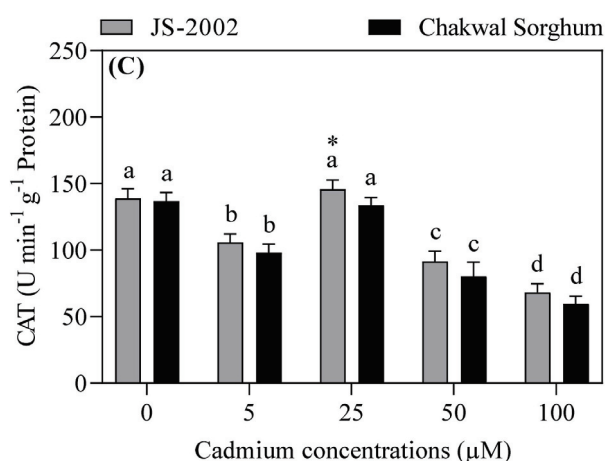 JS-2002 Chakwal Sorghum
(C)
CAT (U min⁻¹ g⁻¹ Protein)
250
200
150
100
50
0
a a
b b
*
a a
c c
d d
0 5 25 50 100
Cadmium concentrations (µM)